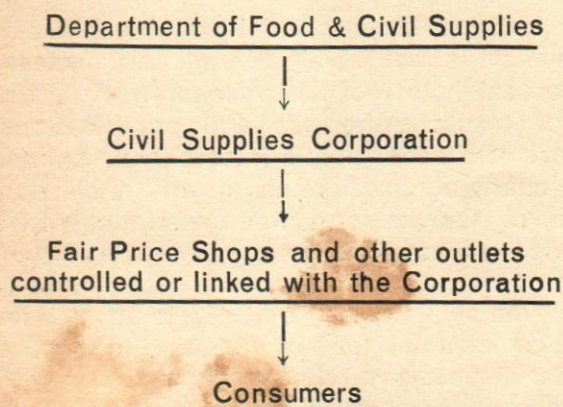 Department of Food & Civil Supplies
Civil Supplies Corporation
Fair Price Shops and other outlets
controlled or linked with the Corporation
Consumers